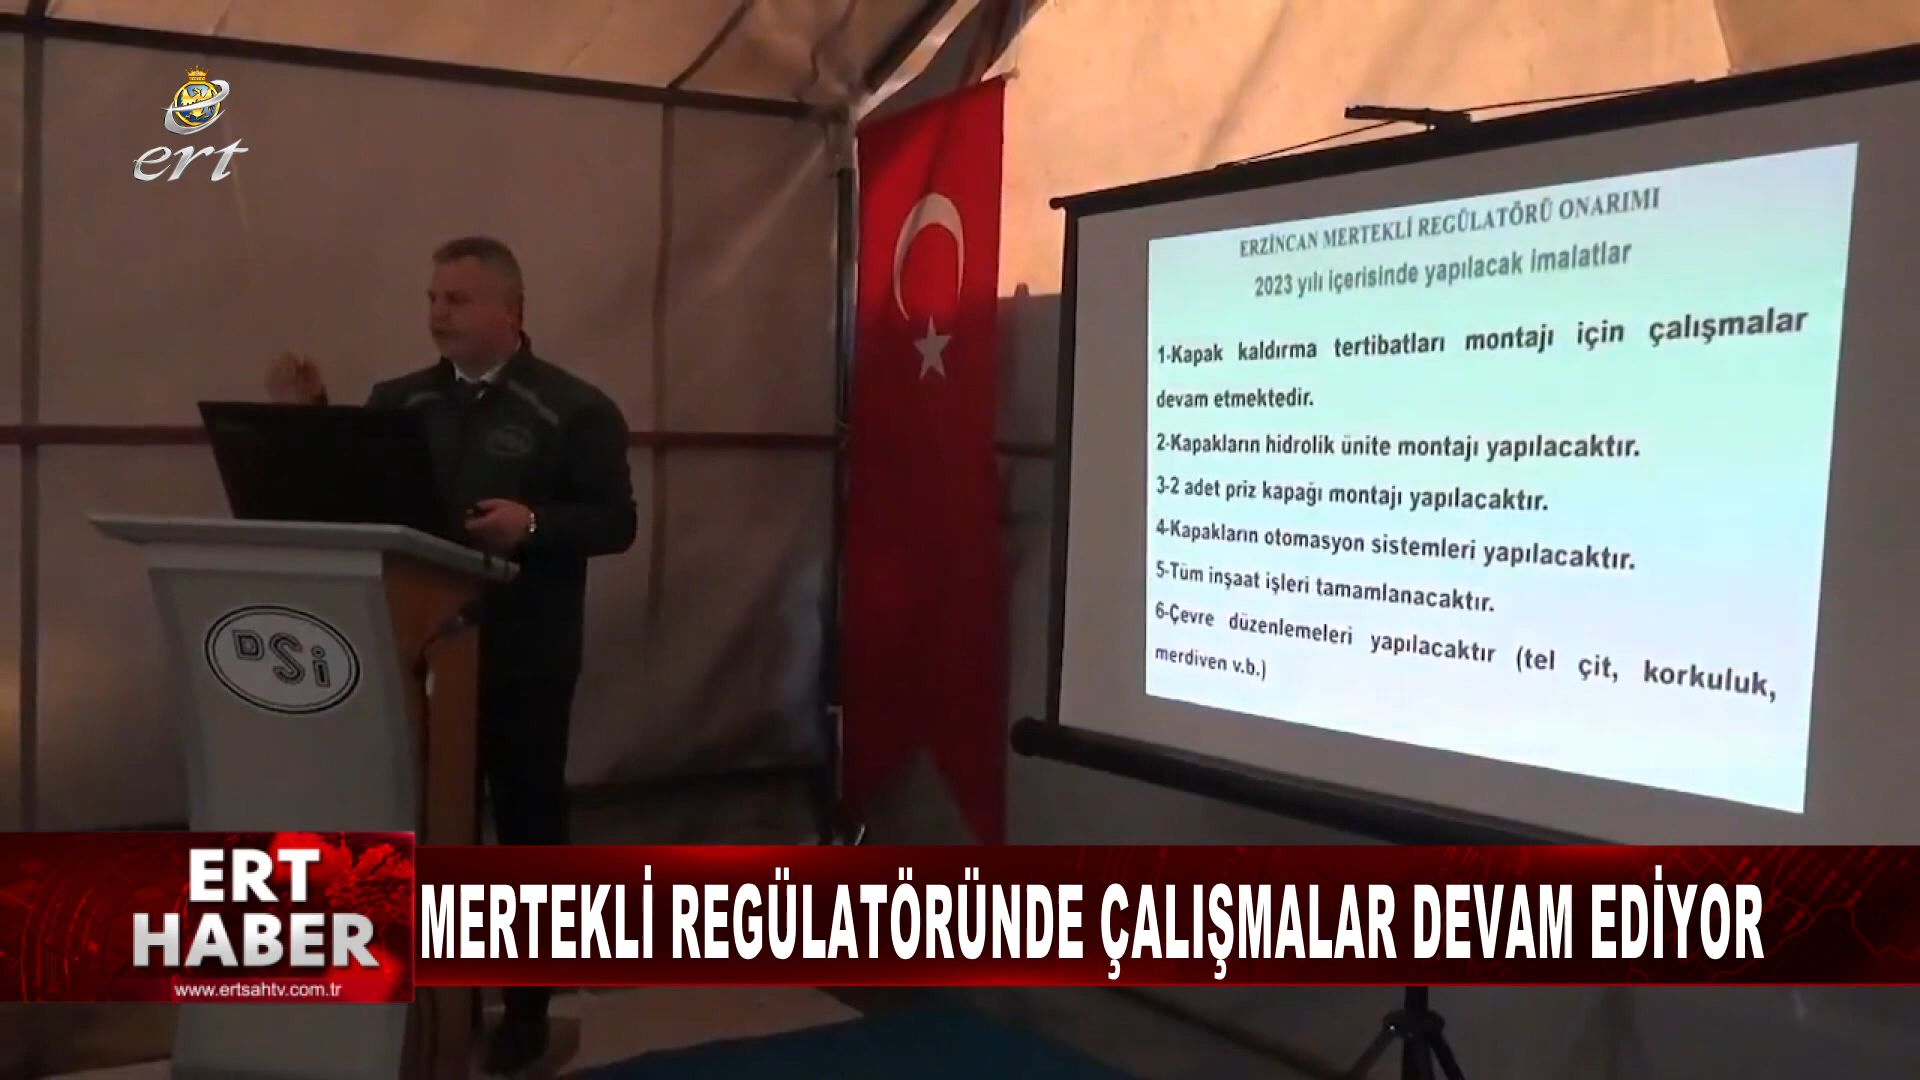 ert
ERZİNCAN MERTEKLİ REGÜLATÖRÜ ONARIMI
2023 yılı içerisinde yapılacak imalatlar
1-Kapak kaldırma tertibatları montajı için çalışmalar
devam etmektedir.
2-Kapakların hidrolik ünite montajı yapılacaktır.
3-2 adet priz kapağı montajı yapılacaktır.
4-Kapakların otomasyon sistemleri yapılacaktır.
5-Tüm inşaat işleri tamamlanacaktır.
6-Çevre düzenlemeleri yapılacaktır (tel çit, korkuluk,
merdiven v.b.)
DSİ
ERT
HABER
www.ertsahtv.com.tr
MERTEKLİ REGÜLATÖRÜNDE ÇALIŞMALAR DEVAM EDİYOR